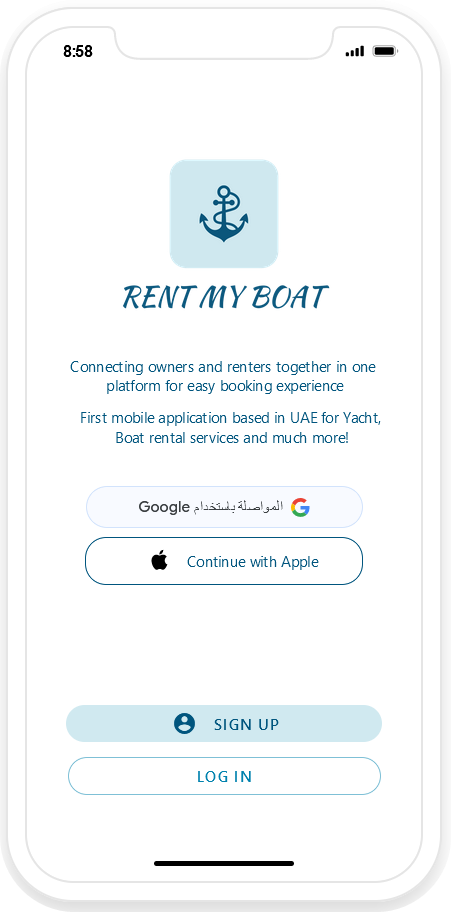 8:58
RENT MY BOAT
Connecting owners and renters together in one
platform for easy booking experience
First mobile application based in UAE for Yacht,
Boat rental services and much more!
المواصلة باستخدام Google
Continue with Apple
SIGN UP
LOG IN